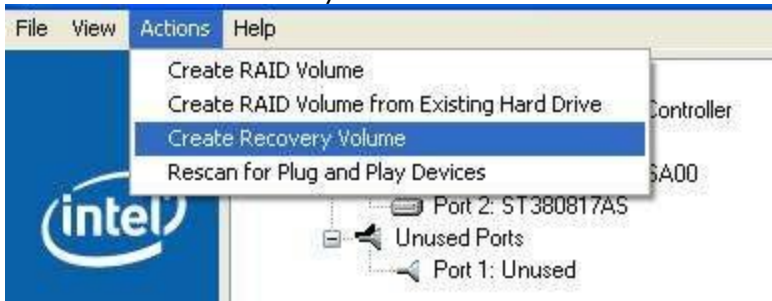 File View Actions Help
Create RAID Volume
Create RAID Volume from Existing Hard Drive
Controller
Create Recovery Volume
Rescan for Plug and Play Devices
SA00
intel
Port 2: ST380817AS
Unused Ports
Port 1: Unused